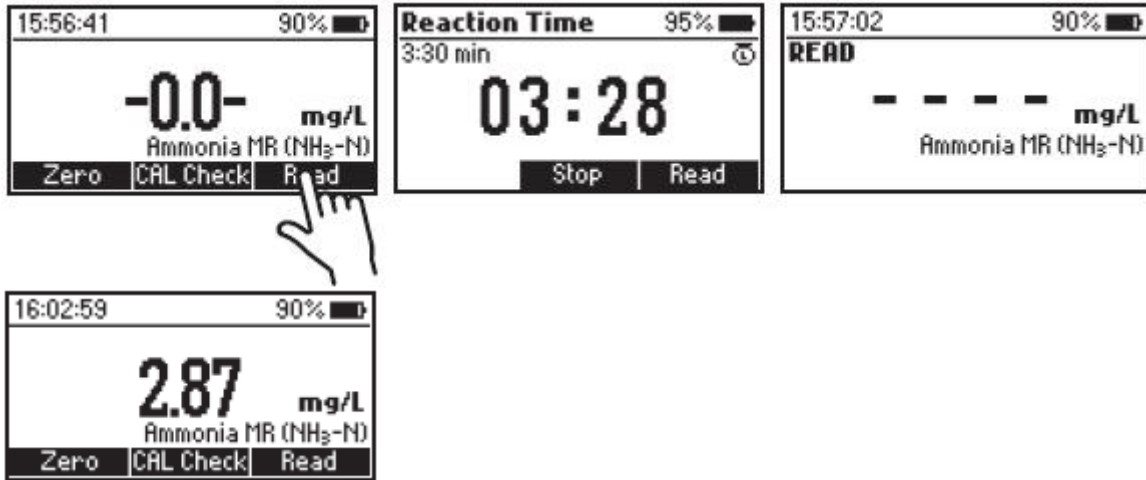 15:56:41 90%
-0.0- mg/L
Ammonia MR (NH₃-N)
Zero CAL Check Read
Reaction Time 95%
3:30 min
03:28
Stop Read
15:57:02 90%
READ
- - - - mg/L
Ammonia MR (NH₃-N)
16:02:59 90%
2.87 mg/L
Ammonia MR (NH₃-N)
Zero CAL Check Read